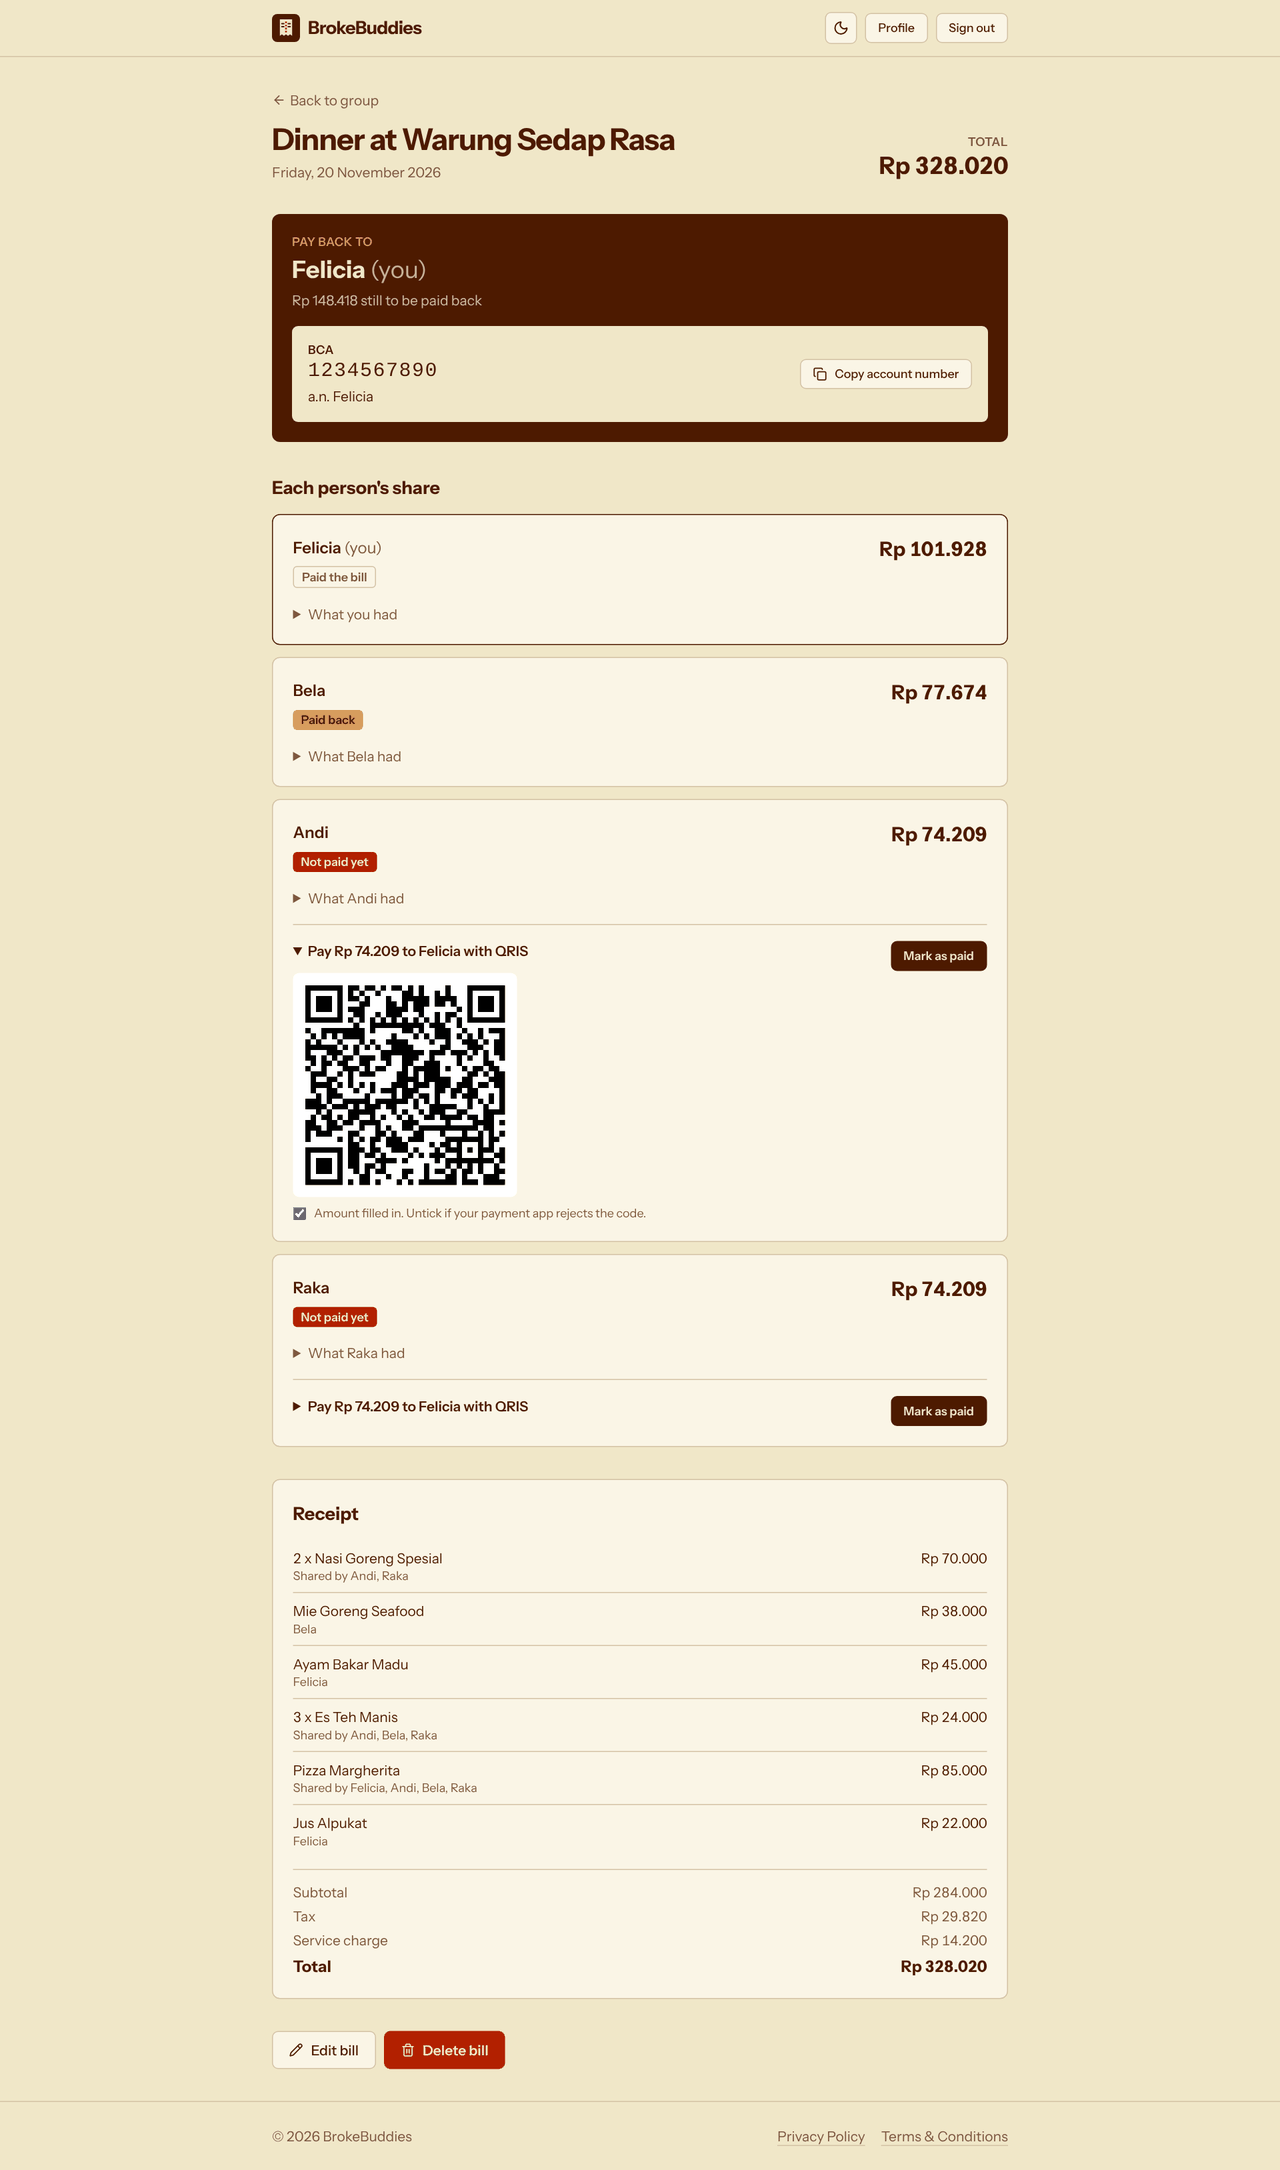 BrokeBuddies
Profile
Sign out
Back to group
Dinner at Warung Sedap Rasa
Friday, 20 November 2026
TOTAL
Rp 328.020
PAY BACK TO
Felicia (you)
Rp 148.418 still to be paid back
BCA
1234567890
a.n. Felicia
Copy account number
Each person's share
Felicia (you)
Rp 101.928
Paid the bill
What you had
Bela
Rp 77.674
Paid back
What Bela had
Andi
Rp 74.209
Not paid yet
What Andi had
Pay Rp 74.209 to Felicia with QRIS
Mark as paid
Amount filled in. Untick if your payment app rejects the code.
Raka
Rp 74.209
Not paid yet
What Raka had
Pay Rp 74.209 to Felicia with QRIS
Mark as paid
Receipt
2 x Nasi Goreng Spesial
Rp 70.000
Shared by Andi, Raka
Mie Goreng Seafood
Rp 38.000
Bela
Ayam Bakar Madu
Rp 45.000
Felicia
3 x Es Teh Manis
Rp 24.000
Shared by Andi, Bela, Raka
Pizza Margherita
Rp 85.000
Shared by Felicia, Andi, Bela, Raka
Jus Alpukat
Rp 22.000
Felicia
Subtotal
Rp 284.000
Tax
Rp 29.820
Service charge
Rp 14.200
Total
Rp 328.020
Edit bill
Delete bill
© 2026 BrokeBuddies
Privacy Policy
Terms & Conditions